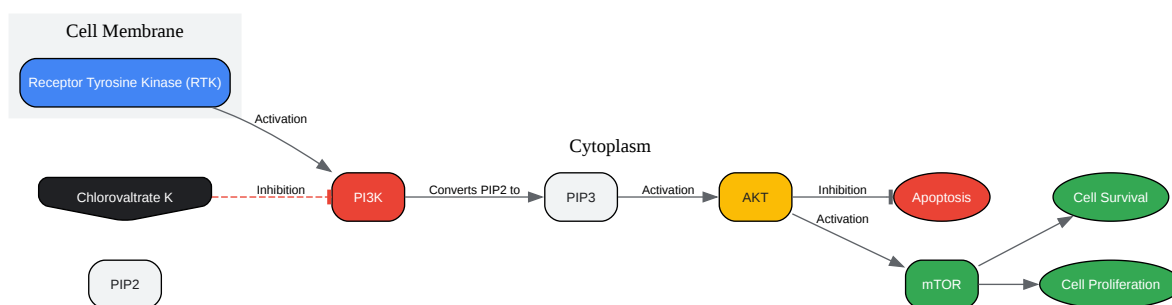 Cell Membrane
Receptor Tyrosine Kinase (RTK)
Activation
Cytoplasm
Chlorovaltrate K
Inhibition
PI3K
Converts PIP2 to
PIP3
Activation
AKT
Inhibition
Apoptosis
Cell Survival
Activation
PIP2
mTOR
Cell Proliferation